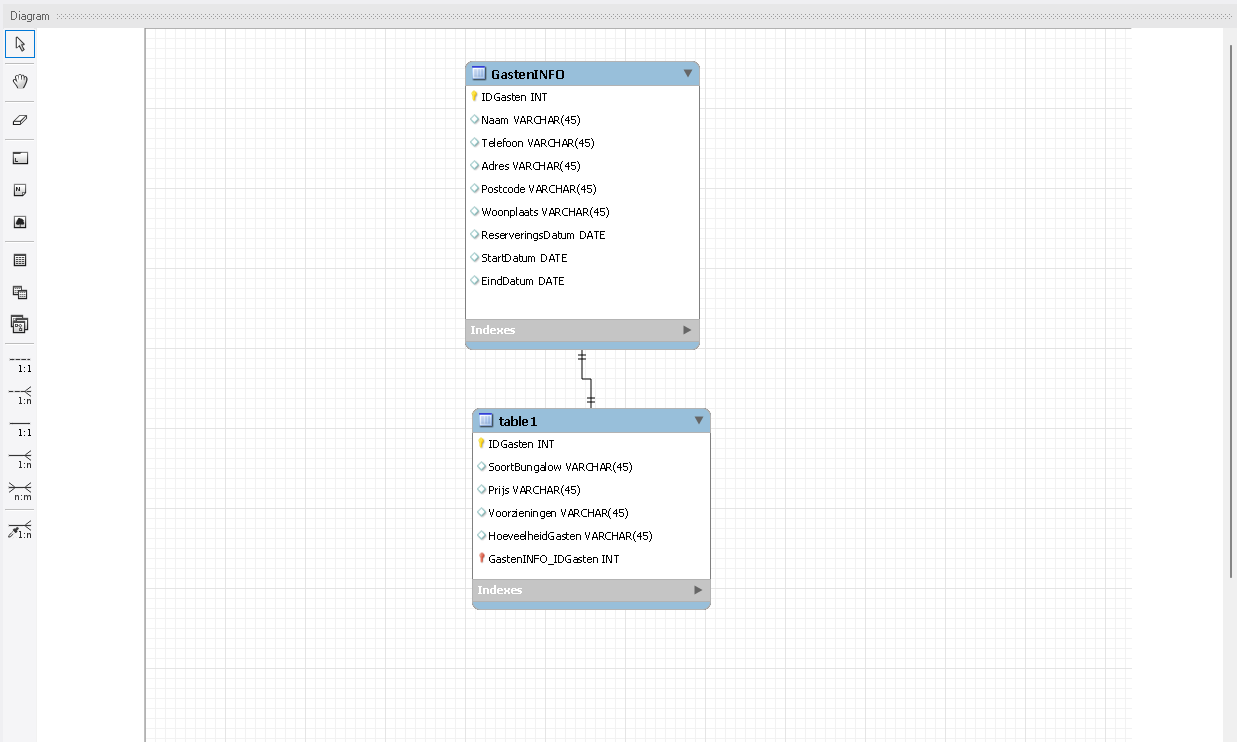 Diagram
GastenINFO
IDGasten INT
Naam VARCHAR(45)
Telefoon VARCHAR(45)
Adres VARCHAR(45)
Postcode VARCHAR(45)
Woonplaats VARCHAR(45)
ReserveringsDatum DATE
StartDatum DATE
EindDatum DATE
Indexes
table1
IDGasten INT
SoortBungalow VARCHAR(45)
Prijs VARCHAR(45)
Voorzieningen VARCHAR(45)
HoeveelheidGasten VARCHAR(45)
GastenINFO_IDGasten INT
Indexes
1:1
1:n
1:1
1:n
n:m
1:n